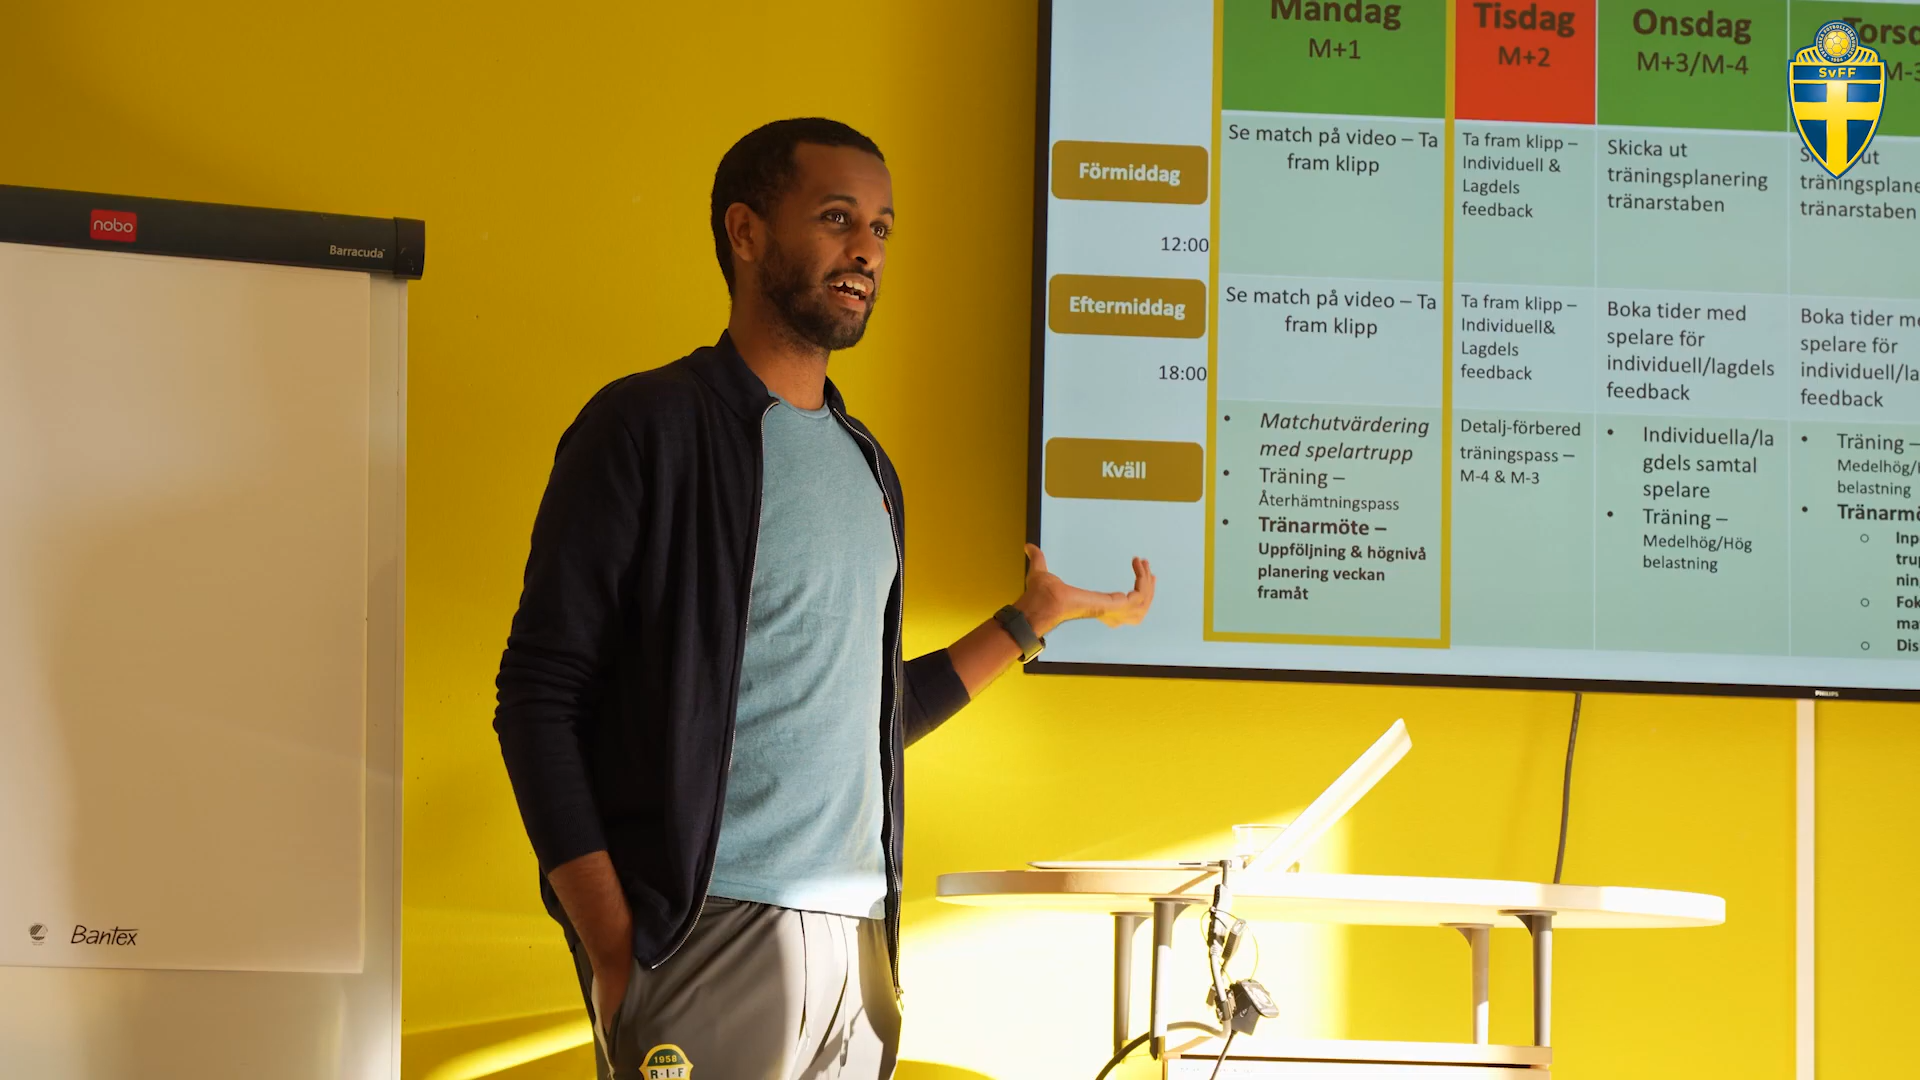 nobo
Barracuda
Bantex
1958
R·I·F
Måndag
M+1
Tisdag
M+2
Onsdag
M+3/M-4
SvFF
Förmiddag
12:00
Eftermiddag
18:00
Kväll
Se match på video – Ta
fram klipp
Se match på video – Ta
fram klipp
• Matchutvärdering
med spelartrupp
• Träning –
Återhämtningspass
• Tränarmöte –
Uppföljning & högnivå
planering veckan
framåt
Ta fram klipp –
Individuell &
Lagdels
feedback
Ta fram klipp –
Individuell&
Lagdels
feedback
Detalj-förbered
träningspass –
M-4 & M-3
Skicka ut
träningsplanering
tränarstaben
Boka tider med
spelare för
individuell/lagdels
feedback
• Individuella/la
gdels samtal
spelare
• Träning –
Medelhög/Hög
belastning
tränarstaben
Boka tider
spelare för
feedback
• Träning –
belastning
PHILIPS